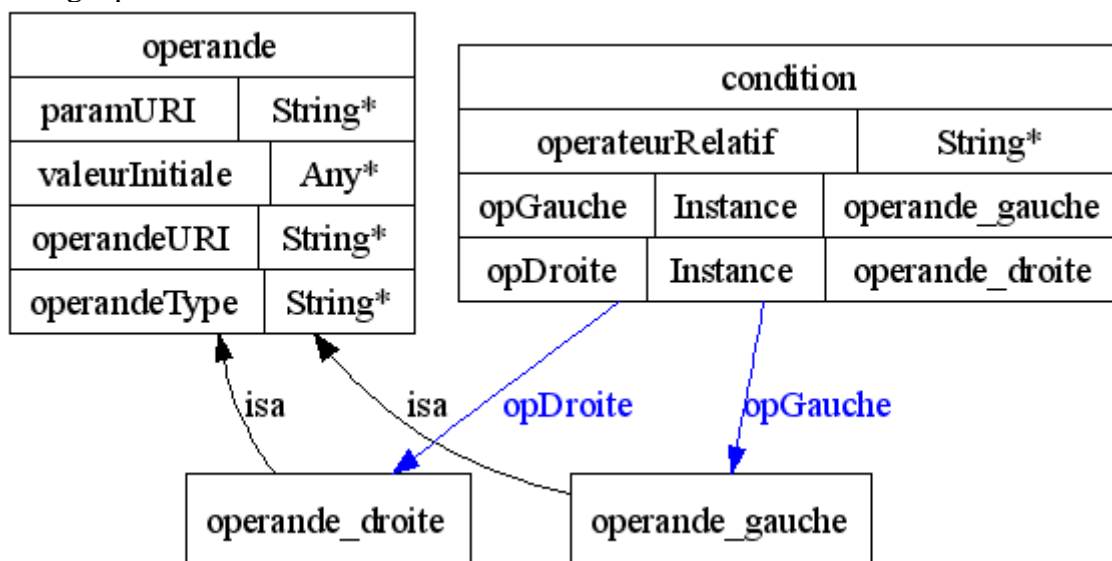 operande
paramURI String*
valeurInitiale Any*
operandeURI String*
operandeType String*
condition
operateurRelatif String*
opGauche Instance operande_gauche
opDroite Instance operande_droite
isa
isa
opDroite
opGauche
operande_droite
operande_gauche